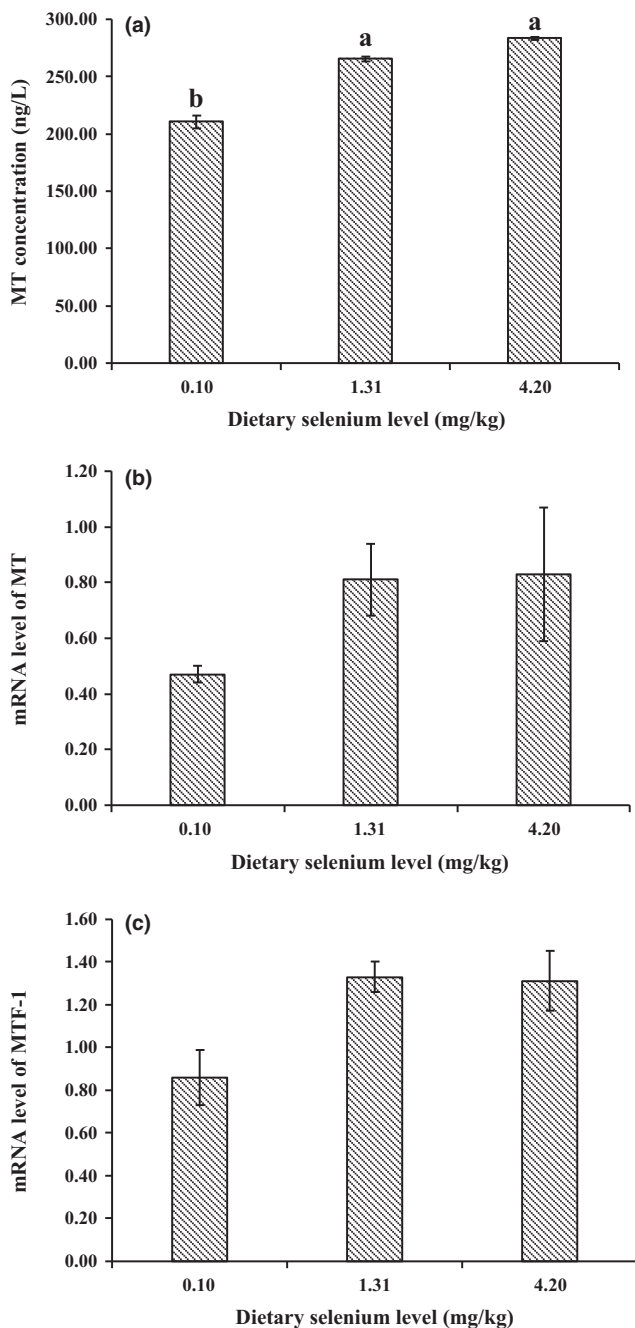 (a)
MT concentration (ng/L)
300.00
250.00
200.00
150.00
100.00
50.00
0.00
b
a
a
0.10 1.31 4.20
Dietary selenium level (mg/kg)
(b)
mRNA level of MT
1.20
1.00
0.80
0.60
0.40
0.20
0.00
0.10 1.31 4.20
Dietary selenium level (mg/kg)
(c)
mRNA level of MTF-1
1.60
1.40
1.20
1.00
0.80
0.60
0.40
0.20
0.00
0.10 1.31 4.20
Dietary selenium level (mg/kg)